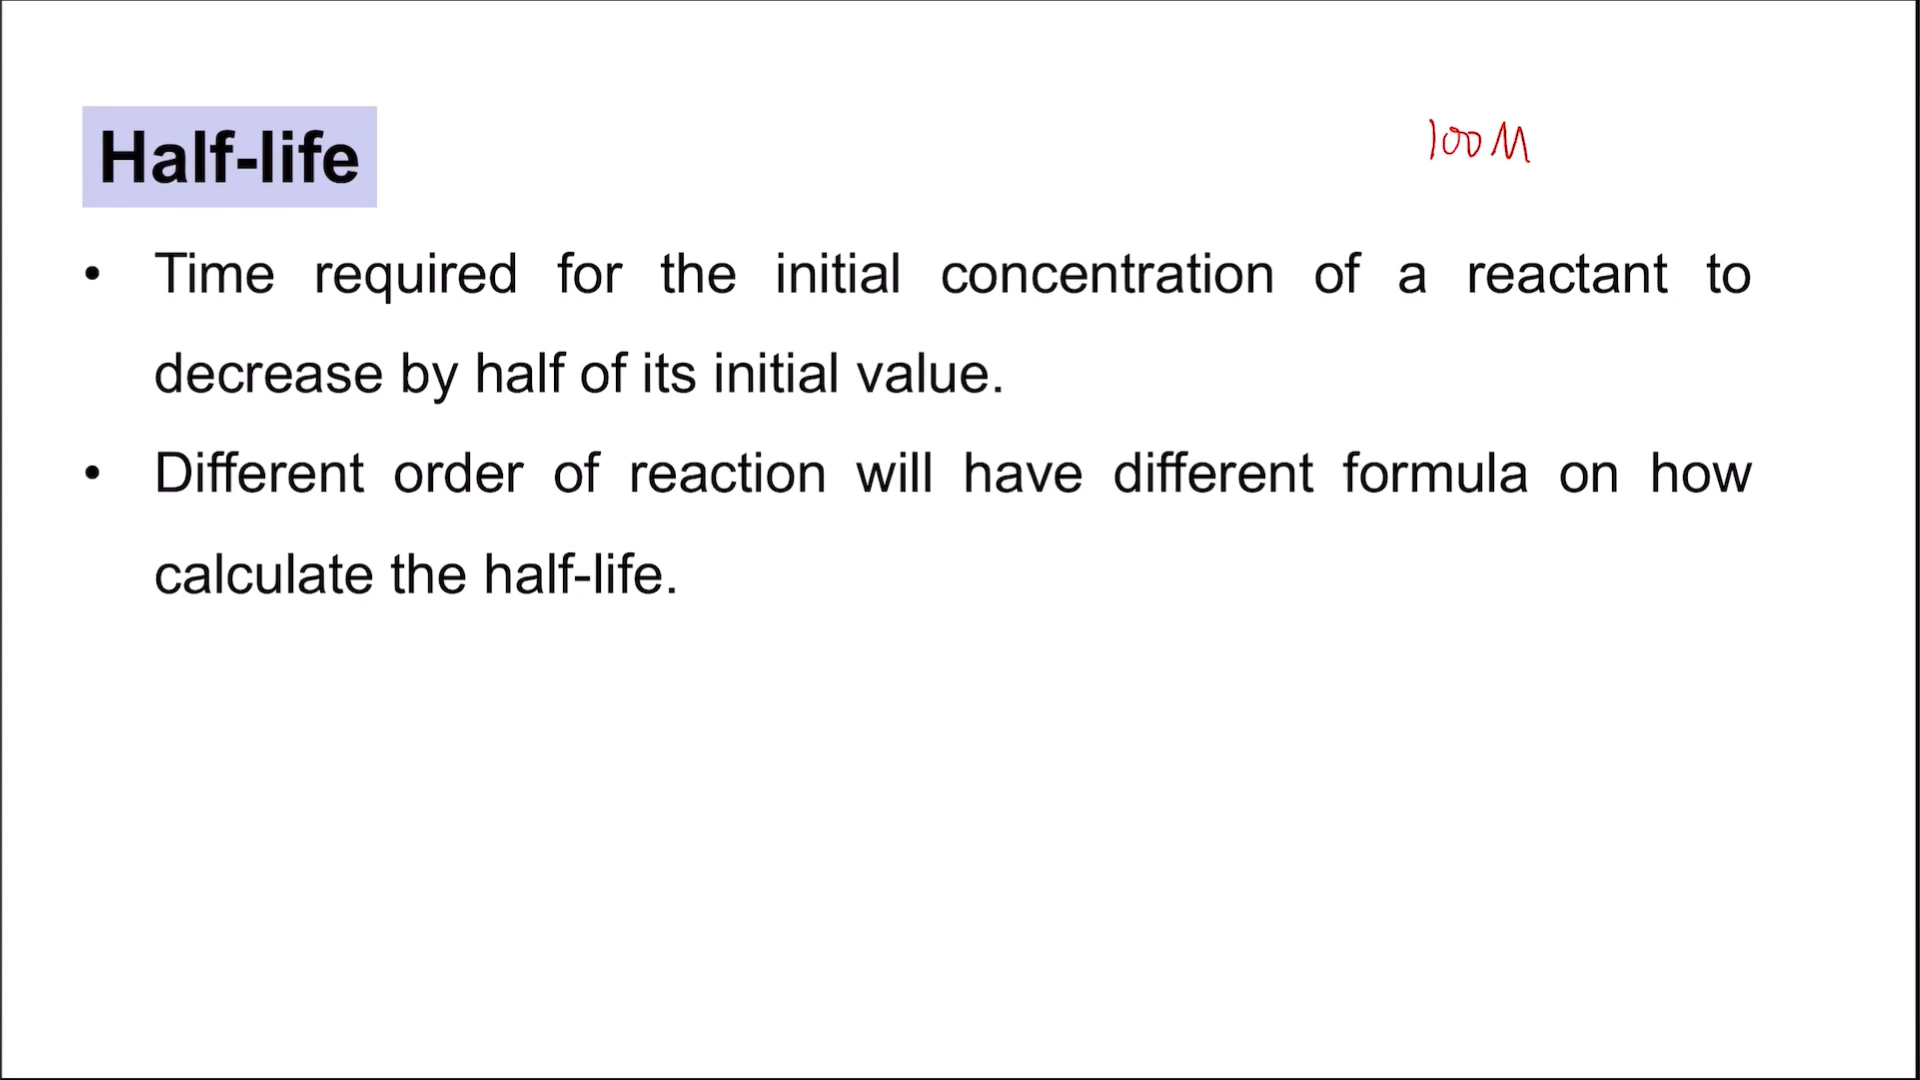 100 M
Half-life
• Time required for the initial concentration of a reactant to
decrease by half of its initial value.
• Different order of reaction will have different formula on how
calculate the half-life.